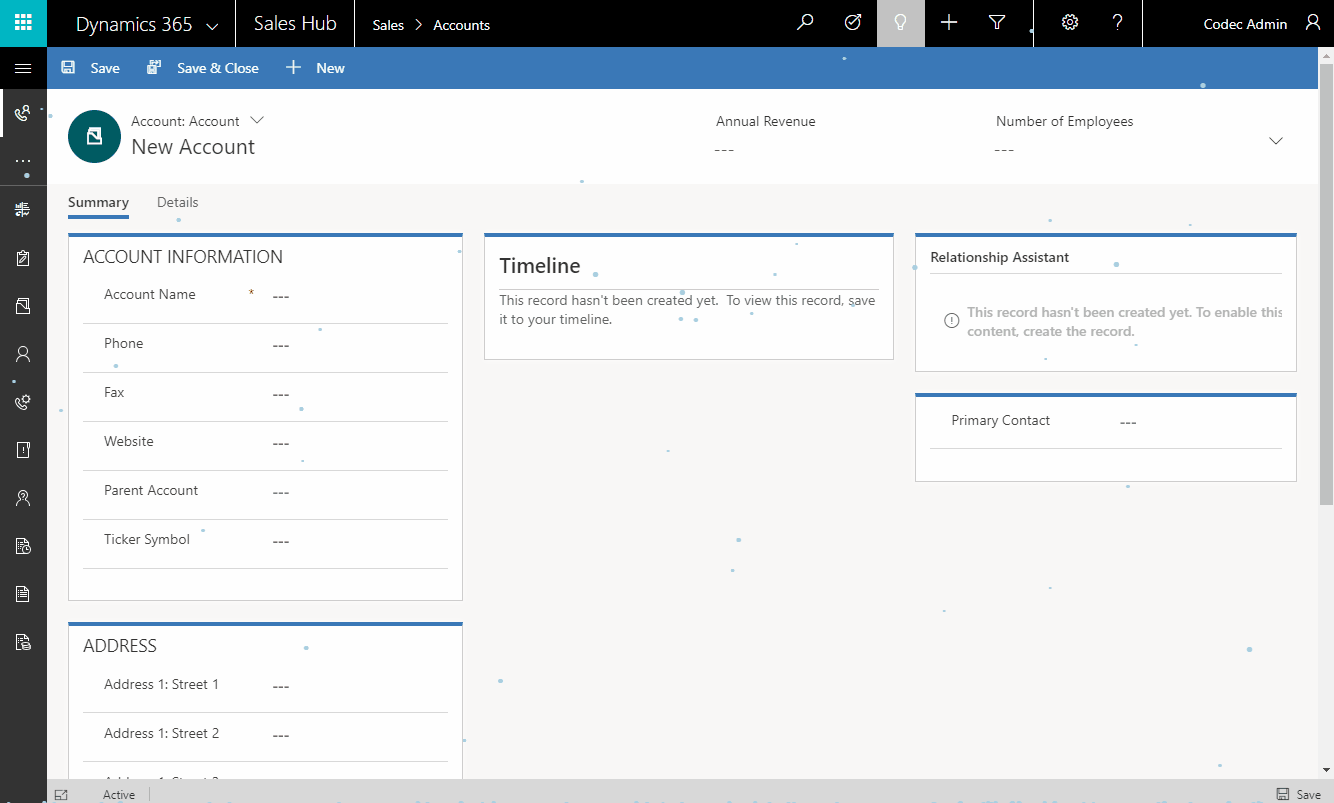 Dynamics 365 Sales Hub Sales > Accounts ? Codec Admin
Save Save & Close New
Account: Account
New Account
Annual Revenue
---
Number of Employees
---
Summary Details
ACCOUNT INFORMATION
Account Name * ---
Phone ---
Fax ---
Website ---
Parent Account ---
Ticker Symbol ---
ADDRESS
Address 1: Street 1 ---
Address 1: Street 2 ---
Timeline
This record hasn't been created yet. To view this record, save
it to your timeline.
Relationship Assistant
This record hasn't been created yet. To enable this
content, create the record.
Primary Contact ---
Active Save